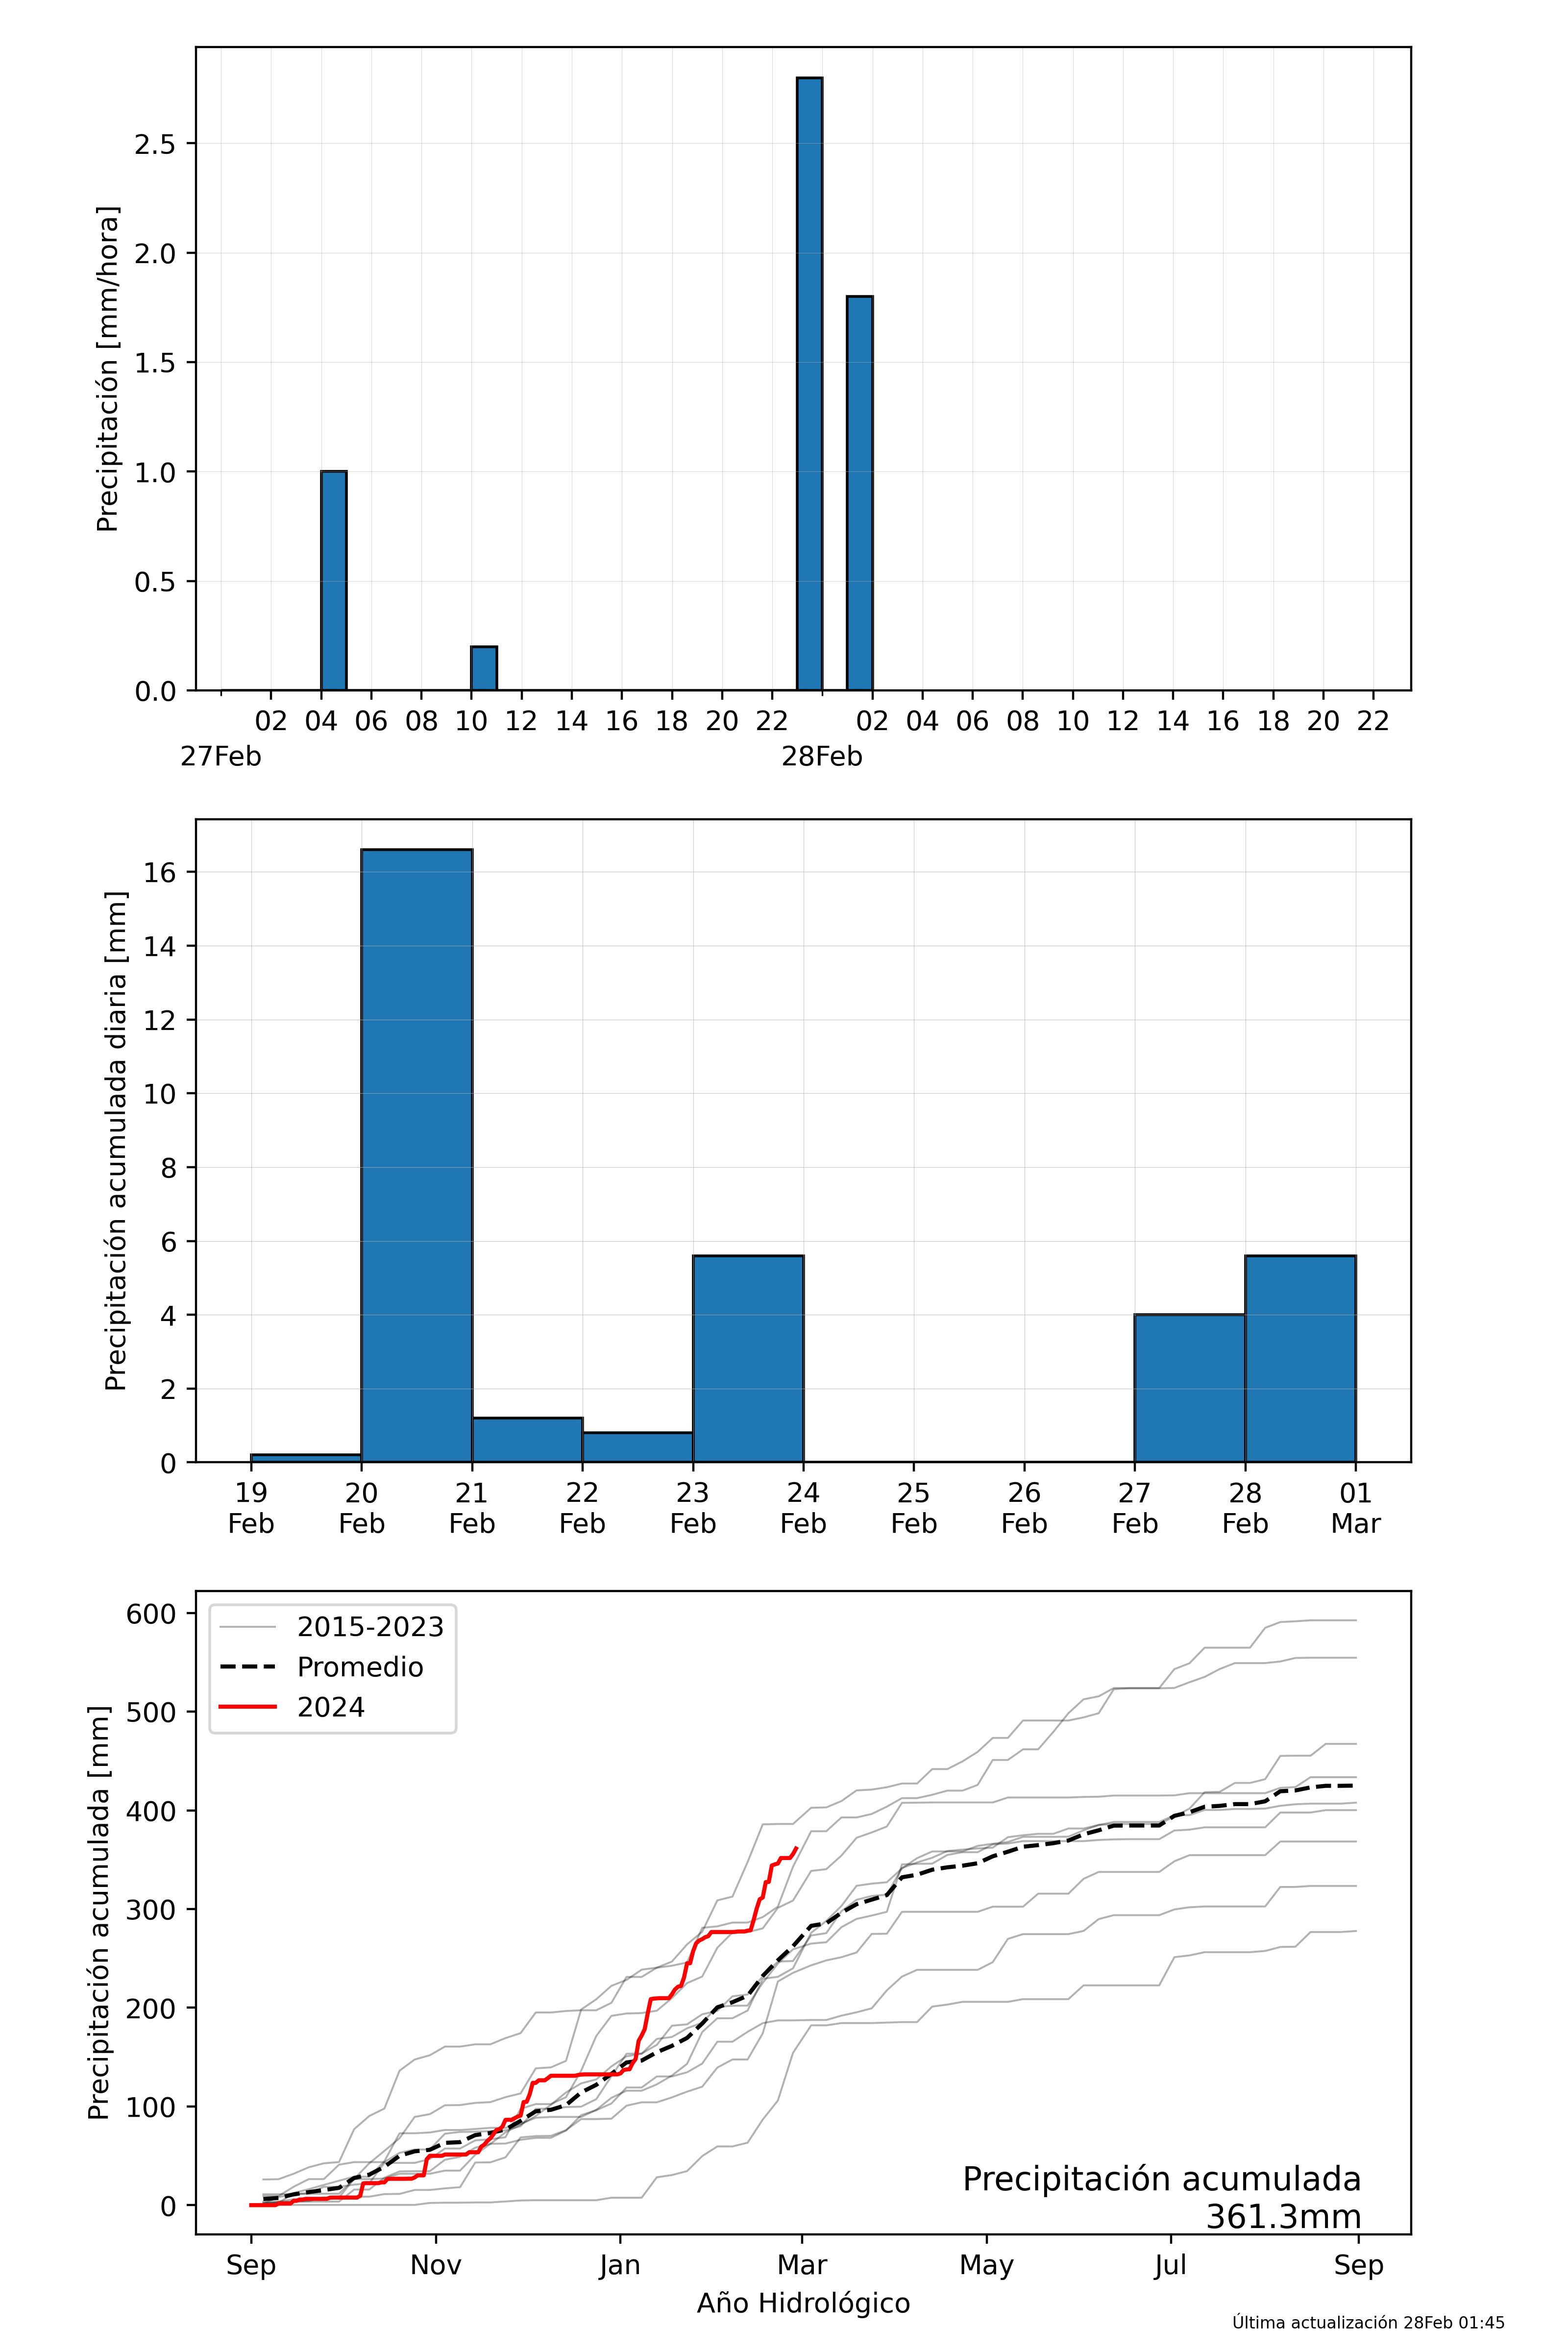 Precipitación [mm/hora]
2.5
2.0
1.5
1.0
0.5
0.0
02 04 06 08 10 12 14 16 18 20 22 02 04 06 08 10 12 14 16 18 20 22
27Feb 28Feb
Precipitación acumulada diaria [mm]
16
14
12
10
8
6
4
2
0
19 20 21 22 23 24 25 26 27 28 01
Feb Feb Feb Feb Feb Feb Feb Feb Feb Feb Mar
Precipitación acumulada [mm]
600
500
400
300
200
100
0
2015-2023
Promedio
2024
Precipitación acumulada
361.3mm
Sep Nov Jan Mar May Jul Sep
Año Hidrológico
Última actualización 28Feb 01:45